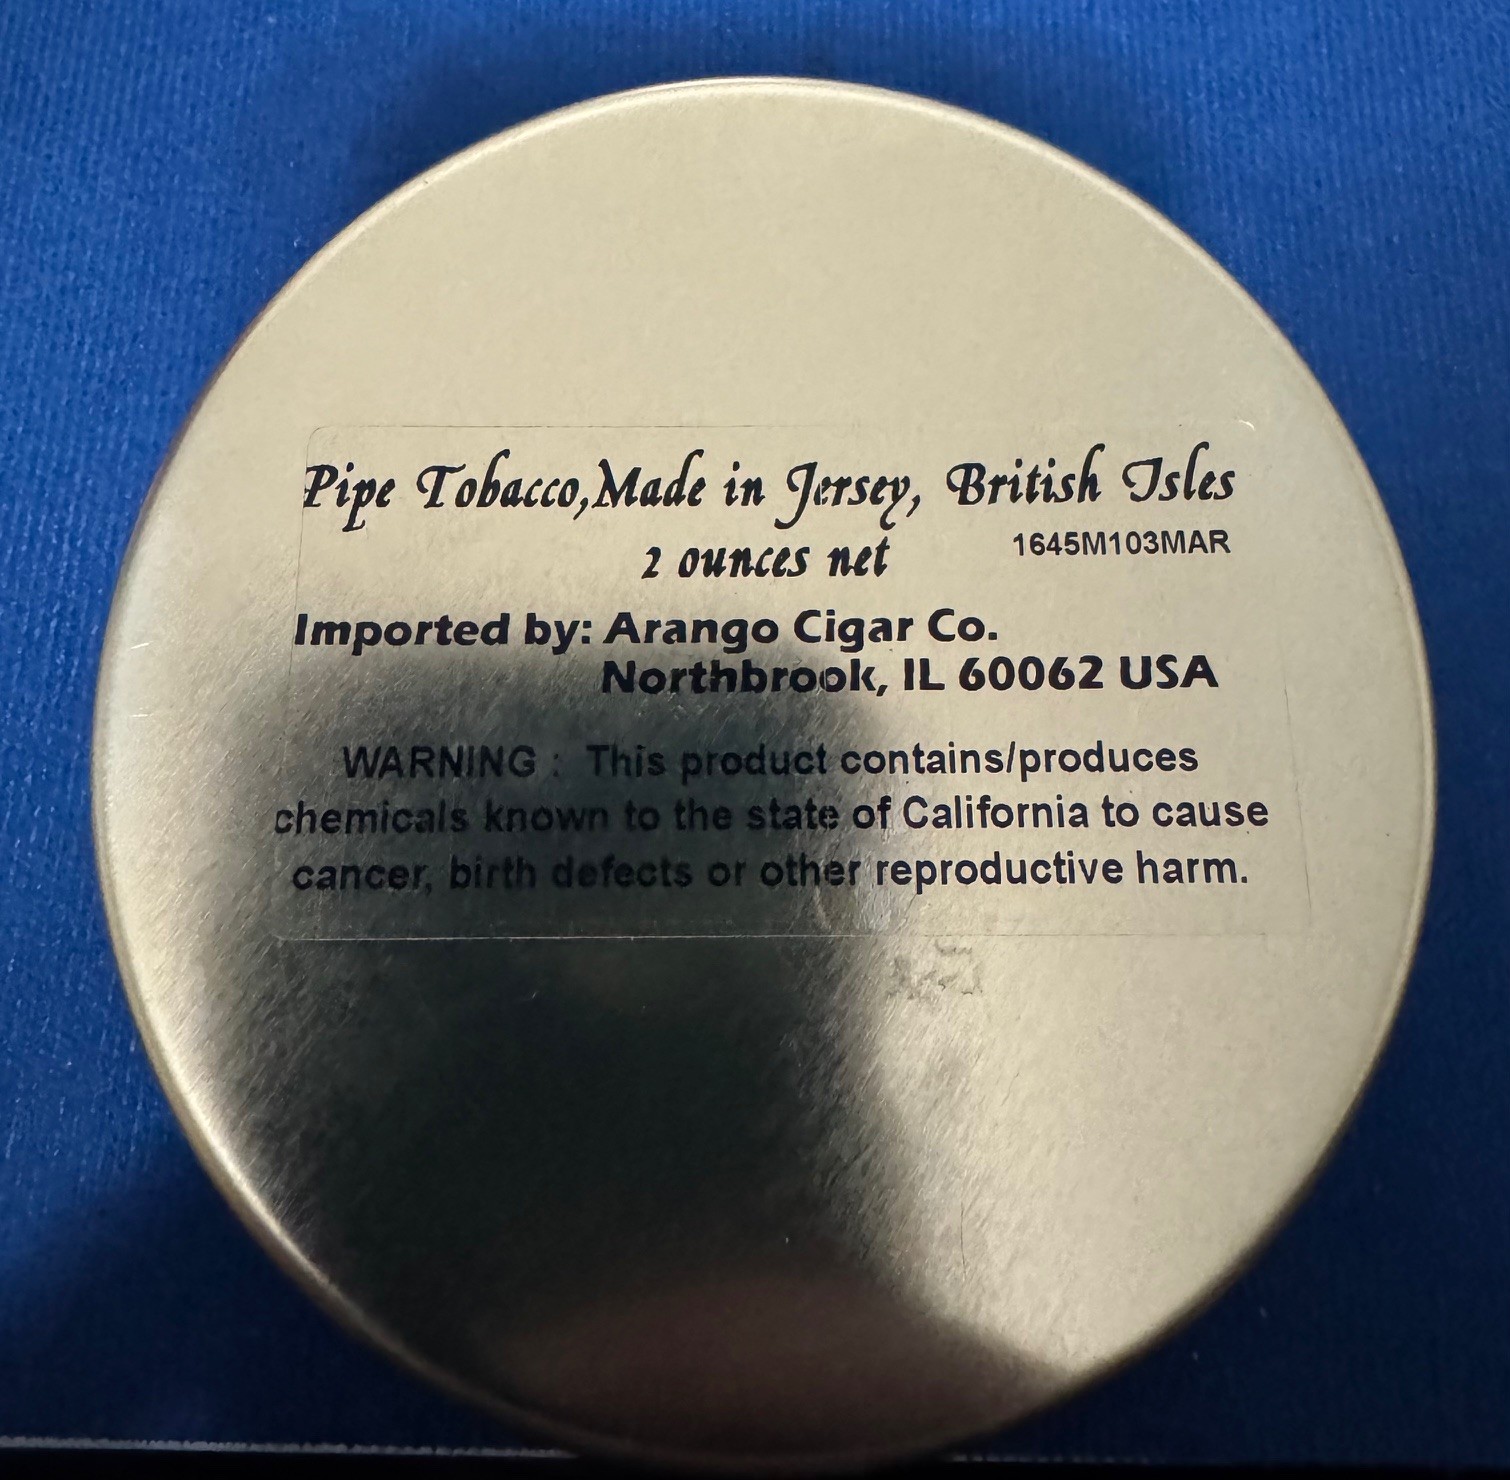 Pipe Tobacco,Made in Jersey, British Isles
2 ounces net 1645M103MAR
Imported by: Arango Cigar Co.
Northbrook, IL 60062 USA
WARNING : This product contains/produces
chemicals known to the state of California to cause
cancer, birth defects or other reproductive harm.